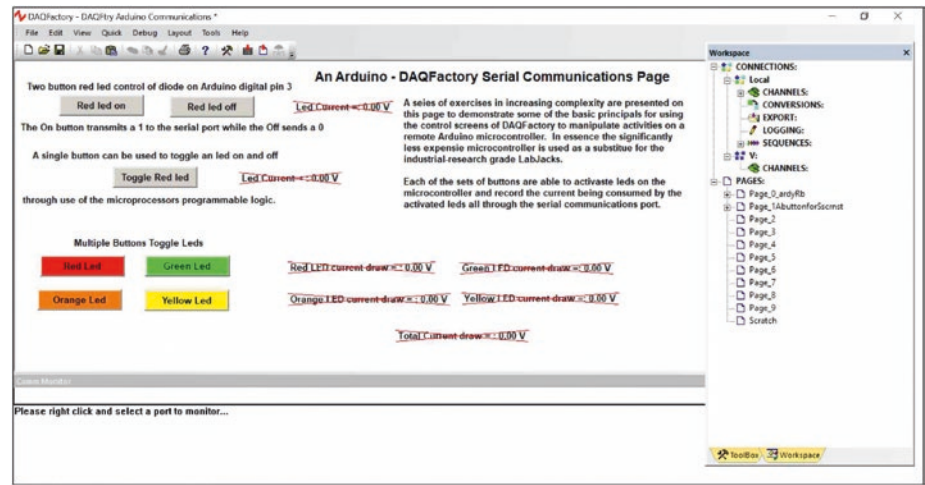 DAQFactory - DAQFtry Arduino Communications *
File Edit View Quick Debug Layout Tools Help
An Arduino - DAQFactory Serial Communications Page
Two button red led control of diode on Arduino digital pin 3
Red led on Red led off Led Current = : 0.00 V
The On button transmits a 1 to the serial port while the Off sends a 0
A single button can be used to toggle an led on and off
Toggle Red led Led Current = : 0.00 V
through use of the microprocessors programmable logic.
A seies of exercises in increasing complexity are presented on
this page to demonstrate some of the basic principals for using
the control screens of DAQFactory to manipulate activities on a
remote Arduino microcontroller. In essence the significantly
less expensie microcontroller is used as a substitue for the
industrial-research grade LabJacks.
Each of the sets of buttons are able to activaste leds on the
microcontroller and record the current being consumed by the
activated leds all through the serial communications port.
Multiple Buttons Toggle Leds
Red Led Green Led
Orange Led Yellow Led
Red LED current draw = : 0.00 V Green LED current draw = : 0.00 V
Orange LED current draw = : 0.00 V Yellow LED current draw = : 0.00 V
Total Current draw = : 0.00 V
Comm Monitor
Please right click and select a port to monitor...
Workspace
CONNECTIONS:
Local
CHANNELS:
CONVERSIONS:
EXPORT:
LOGGING:
SEQUENCES:
V:
CHANNELS:
PAGES:
Page_0_ardyRb
Page_1AbuttonforSscmst
Page_2
Page_3
Page_4
Page_5
Page_6
Page_7
Page_8
Page_9
Scratch
ToolBox Workspace